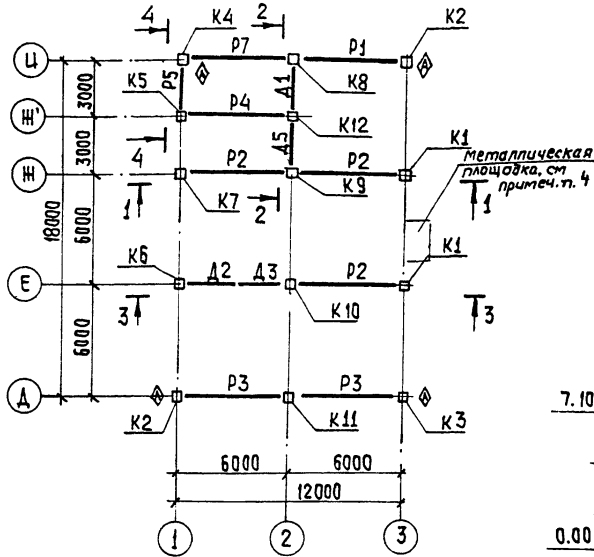 4 К4 2 К2
И Р7 Р1
К5 Р5 А К8 А
3000 Д1
Ж' Р4 К12
3000 4 Д5 К1
Ж Р2 Р2 Металлическая
площадка, см
примеч. п. 4
1 К7 2 К9 1
18000 6000
К6 К1
Е Д2 Д3 Р2
3 К10 3
6000
Д А Р3 Р3 А
К2 К11 К3
7.10
6000 6000
12000
1 2 3
0.00